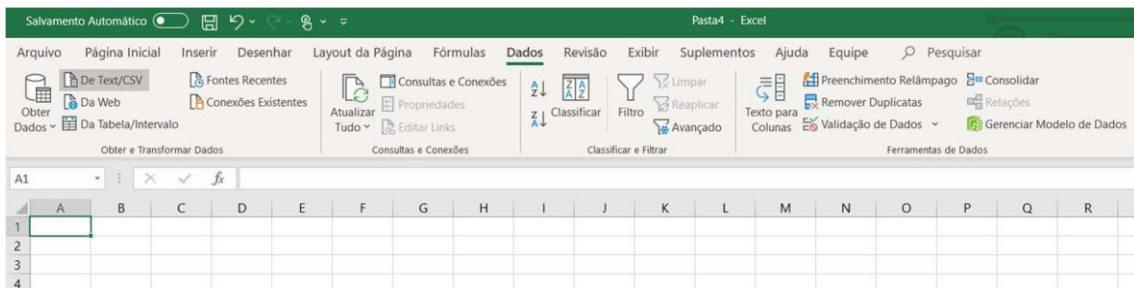 Salvamento Automático
Pasta4 - Excel
Arquivo Página Inicial Inserir Desenhar Layout da Página Fórmulas Dados Revisão Exibir Suplementos Ajuda Equipe Pesquisar
Obter Dados
De Text/CSV
Da Web
Da Tabela/Intervalo
Fontes Recentes
Conexões Existentes
Obter e Transformar Dados
Atualizar Tudo
Consultas e Conexões
Propriedades
Editar Links
Consultas e Conexões
Classificar
Filtro
Limpar
Reaplicar
Avançado
Classificar e Filtrar
Texto para Colunas
Preenchimento Relâmpago
Remover Duplicatas
Validação de Dados
Consolidar
Relações
Gerenciar Modelo de Dados
Ferramentas de Dados
A1 fx
A B C D E F G H I J K L M N O P Q R
1
2
3
4